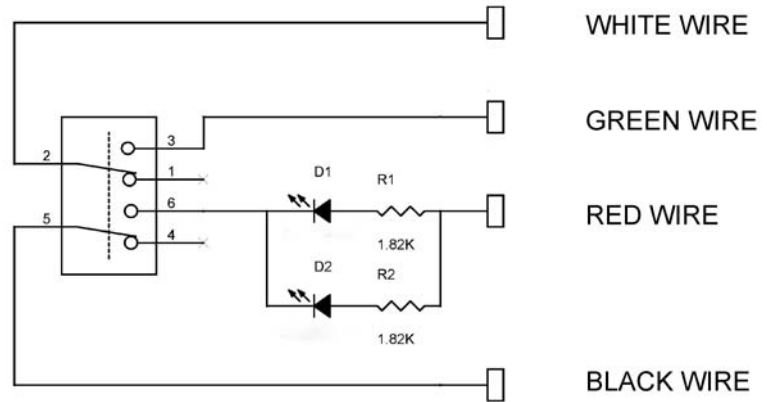 WHITE WIRE
GREEN WIRE
3
2
1
D1
R1
6
RED WIRE
5
4
1.82K
D2
R2
1.82K
BLACK WIRE